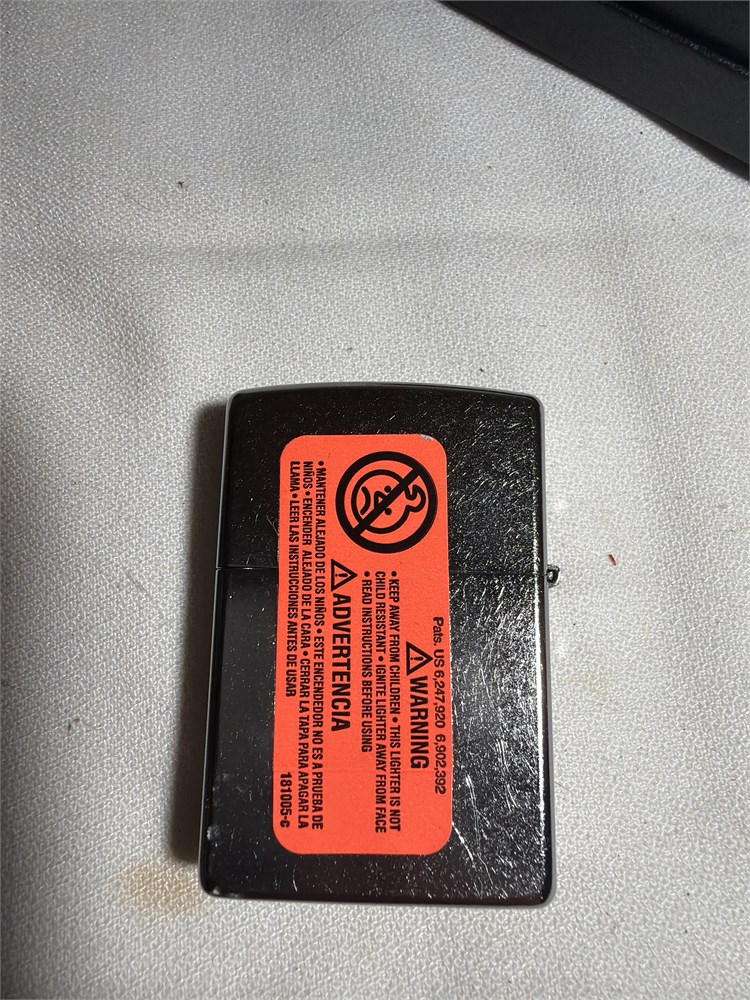 Pats. US 6,247,920 6,902,392
WARNING
• KEEP AWAY FROM CHILDREN • THIS LIGHTER IS NOT
CHILD RESISTANT • IGNITE LIGHTER AWAY FROM FACE
• READ INSTRUCTIONS BEFORE USING
ADVERTENCIA
• MANTENER ALEJADO DE LOS NIÑOS • ESTE ENCENDEDOR NO ES A PRUEBA DE
NIÑOS • ENCENDER ALEJADO DE LA CARA • CERRAR LA TAPA PARA APAGAR LA
LLAMA • LEER LAS INSTRUCCIONES ANTES DE USAR
181005-c